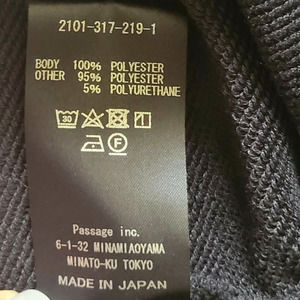 2101-317-219-1
BODY 100% POLYESTER
OTHER 95% POLYESTER
5% POLYURETHANE
30
F
Passage inc.
6-1-32 MINAMIAOYAMA
MINATO-KU TOKYO
MADE IN JAPAN